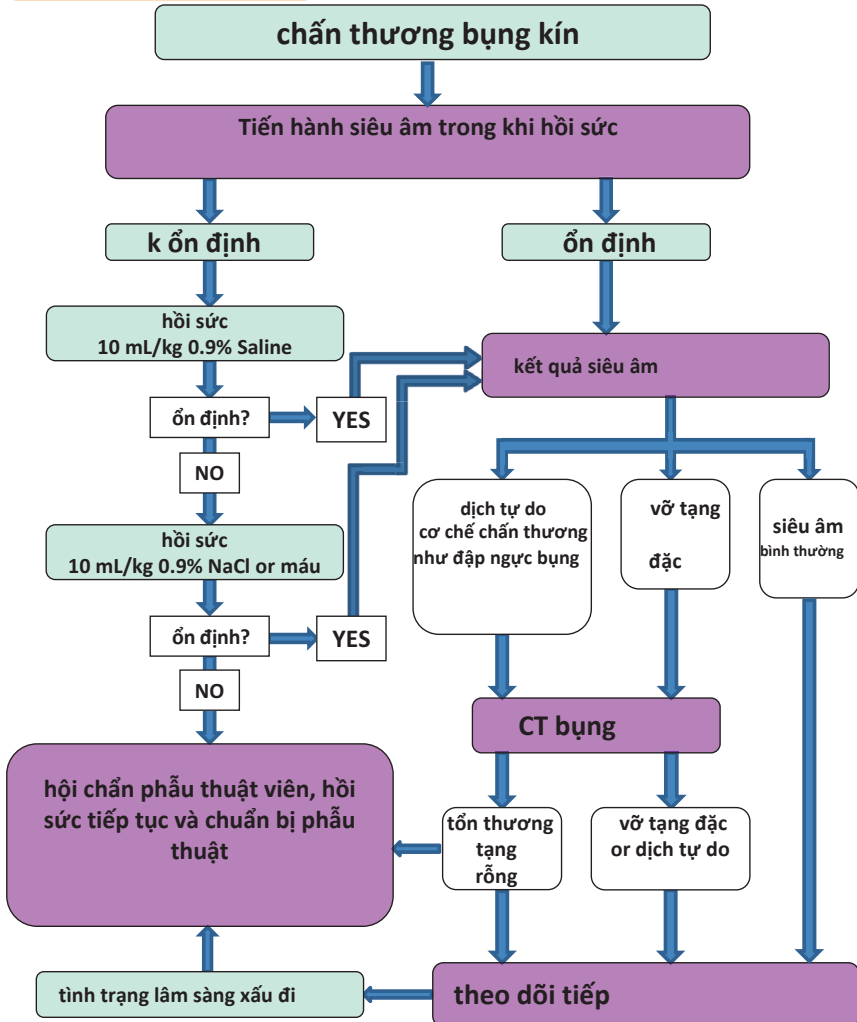 chấn thương bụng kín
Tiến hành siêu âm trong khi hồi sức
k ổn định
ổn định
hồi sức
10 mL/kg 0.9% Saline
kết quả siêu âm
ổn định?
YES
NO
hồi sức
10 mL/kg 0.9% NaCl or máu
ổn định?
YES
NO
dịch tự do
cơ chế chấn thương
như đập ngực bụng
vỡ tạng
đặc
siêu âm
bình thường
CT bụng
hội chẩn phẫu thuật viên, hồi
sức tiếp tục và chuẩn bị phẫu
thuật
tổn thương
tạng
rỗng
vỡ tạng đặc
or dịch tự do
tình trạng lâm sàng xấu đi
theo dõi tiếp